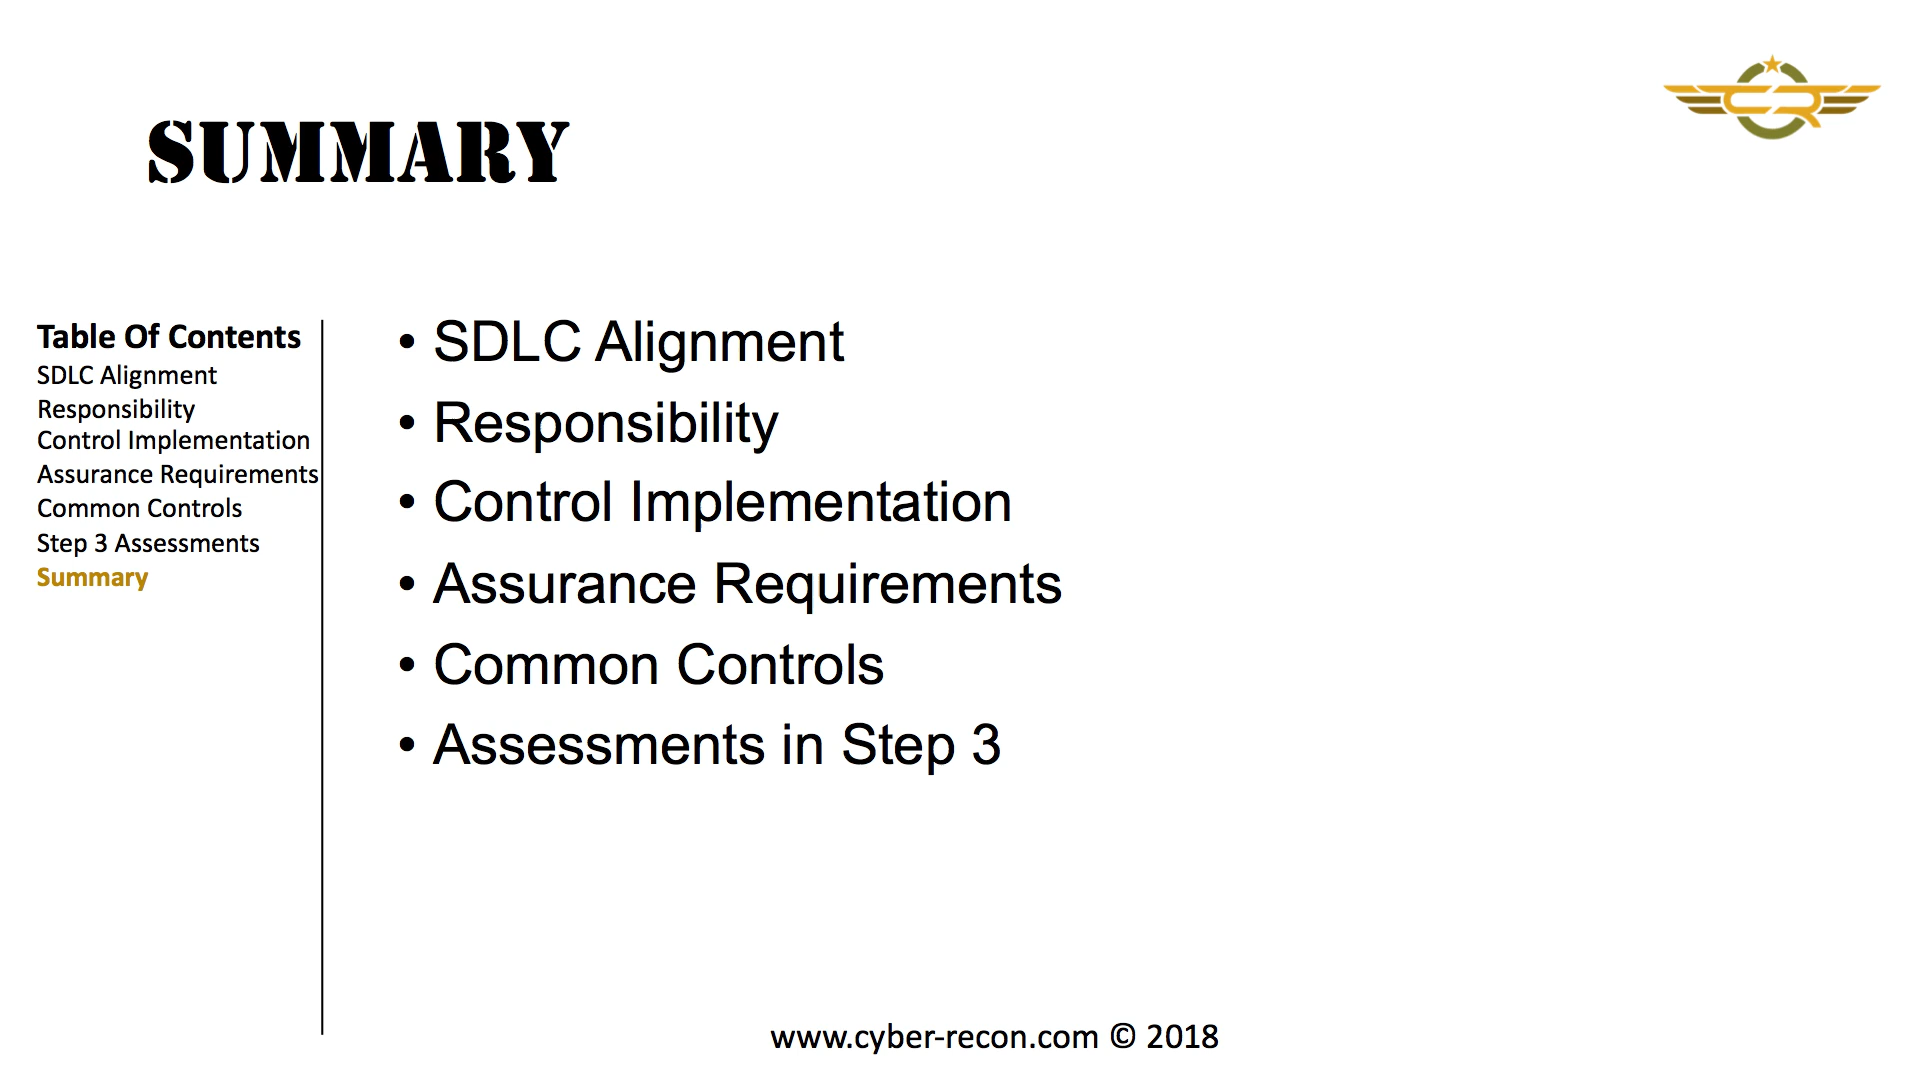 SUMMARY
Table Of Contents
SDLC Alignment
Responsibility
Control Implementation
Assurance Requirements
Common Controls
Step 3 Assessments
Summary
• SDLC Alignment
• Responsibility
• Control Implementation
• Assurance Requirements
• Common Controls
• Assessments in Step 3
CR
www.cyber-recon.com © 2018